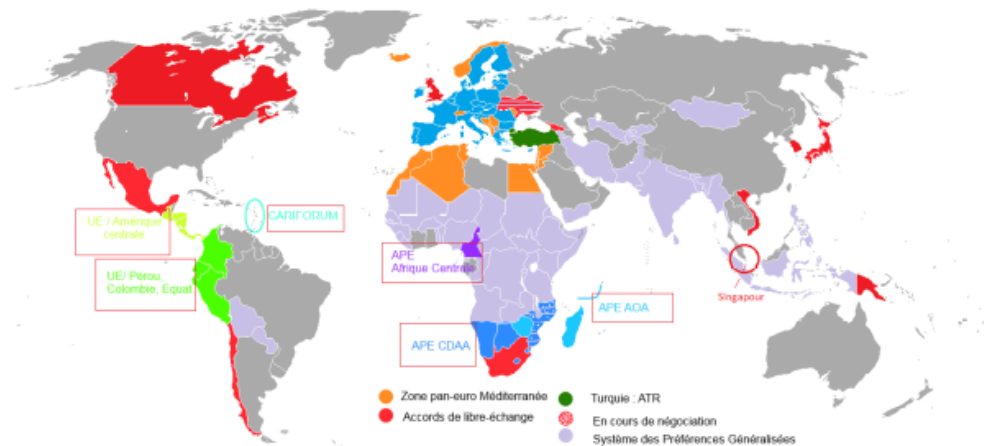 UE / Amérique
centrale
CARIFORUM
UE/ Pérou,
Colombie, Equat
APE
Afrique Centrale
APE AOA
APE CDAA
Singapour
Zone pan-euro Méditerranée
Accords de libre-échange
Turquie : ATR
En cours de négociation
Système des Préférences Généralisées